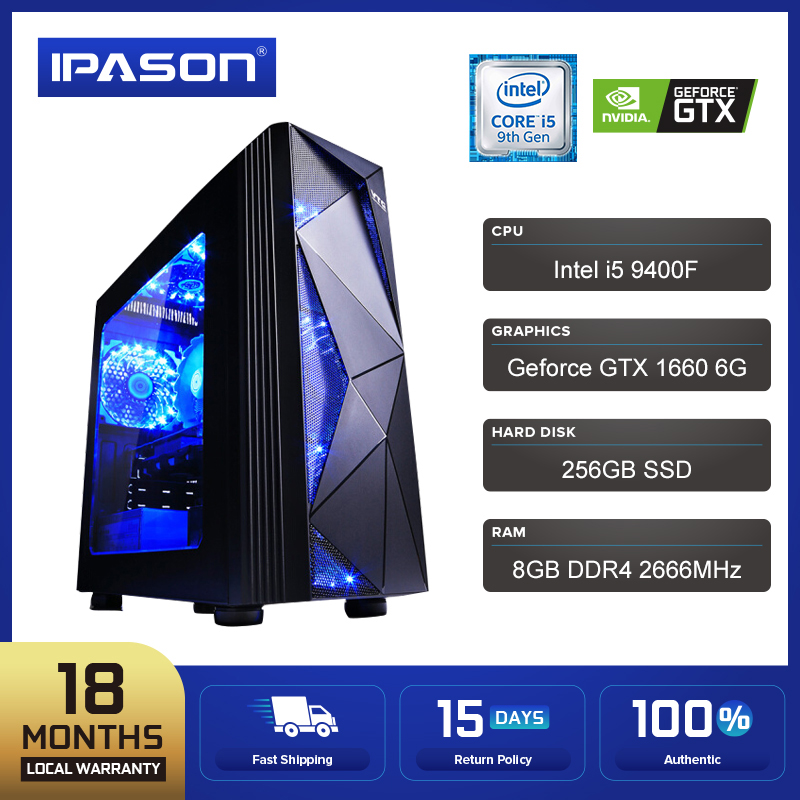 IPASON®
intel
CORE i5
9th Gen
NVIDIA.
GEFORCE®
GTX
CPU
Intel i5 9400F
GRAPHICS
Geforce GTX 1660 6G
HARD DISK
256GB SSD
RAM
8GB DDR4 2666MHz
18
MONTHS
LOCAL WARRANTY
Fast Shipping
15 DAYS
Return Policy
100%
Authentic